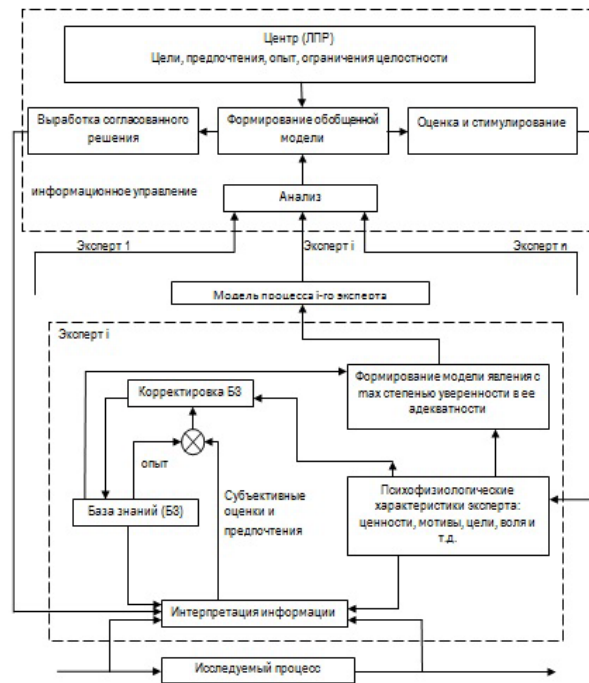 Центр (ЛПР)
Цели, предпочтения, опыт, ограничения целостности
Выработка согласованного
решения
Формирование обобщенной
модели
Оценка и стимулирование
информационное управление
Анализ
Эксперт 1
Эксперт i
Эксперт n
Модель процесса i-го эксперта
Эксперт i
Формирование модели явления с
max степенью уверенности в ее
адекватности
Корректировка БЗ
опыт
База знаний (БЗ)
Субъективные
оценки и
предпочтения
Психофизиологические
характеристики эксперта:
ценности, мотивы, цели, воля и
т.д.
Интерпретация информации
Исследуемый процесс